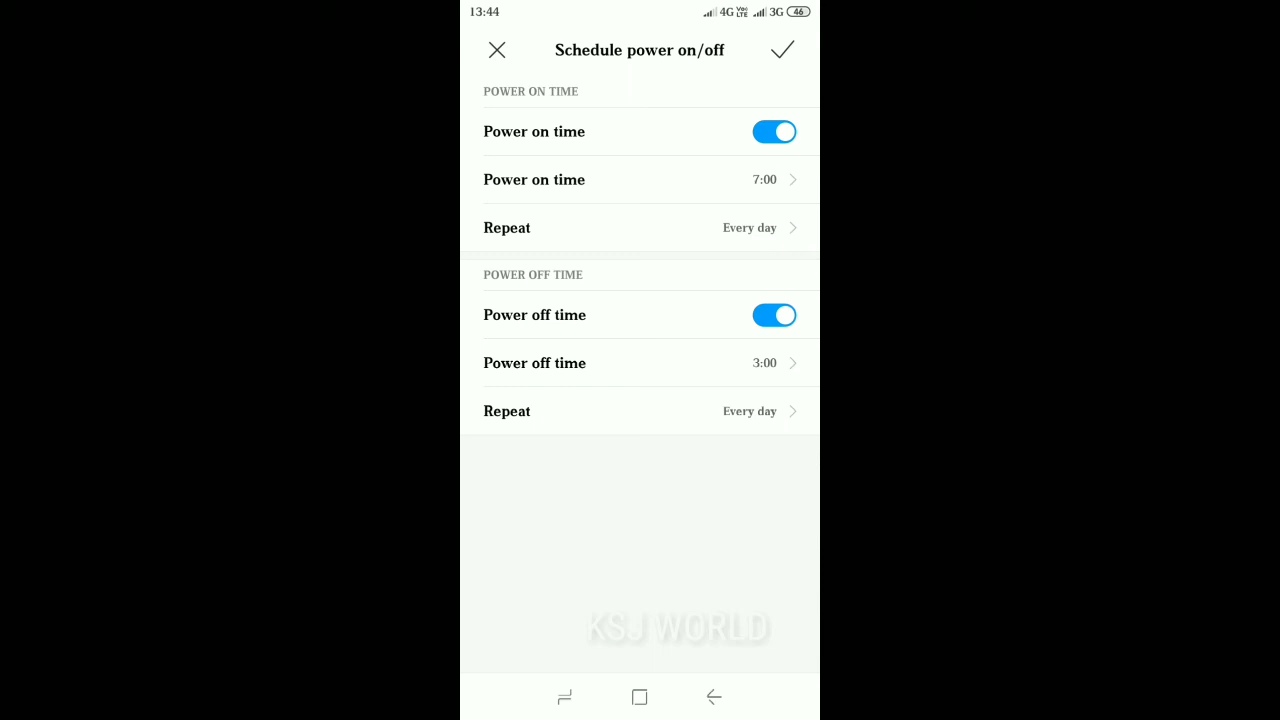 13:44 4G Vo) LTE 3G 46
Schedule power on/off
POWER ON TIME
Power on time
Power on time 7:00
Repeat Every day
POWER OFF TIME
Power off time
Power off time 3:00
Repeat Every day
KSJ WORLD